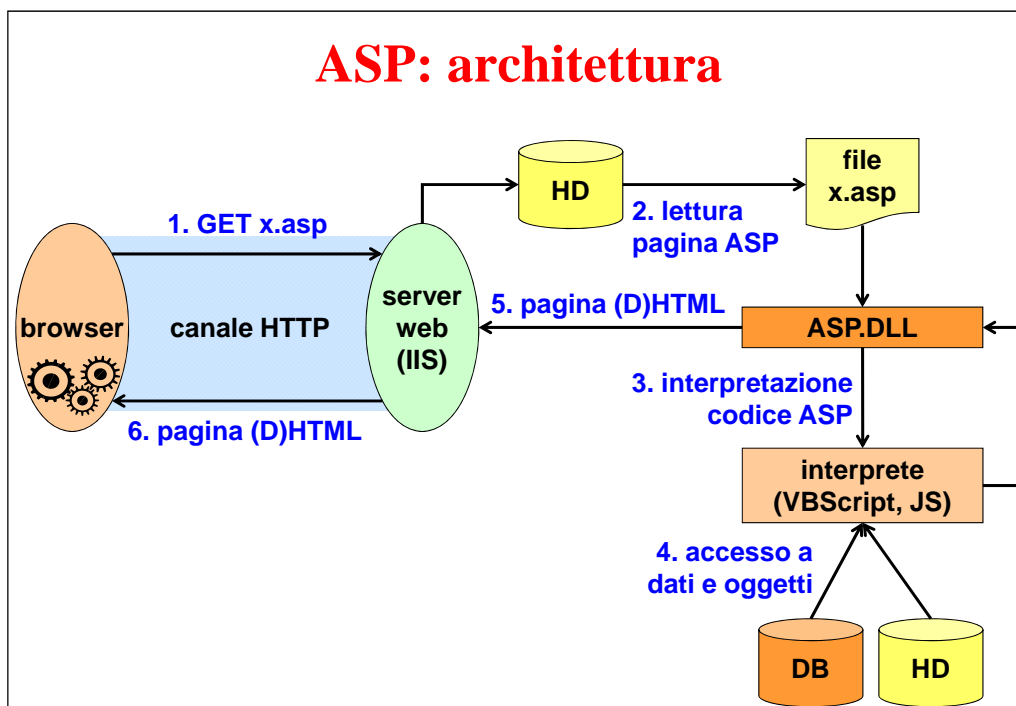 ASP: architettura
HD
file
x.asp
1. GET x.asp
2. lettura
pagina ASP
browser
canale HTTP
server
web
(IIS)
5. pagina (D)HTML
ASP.DLL
3. interpretazione
codice ASP
6. pagina (D)HTML
interprete
(VBScript, JS)
4. accesso a
dati e oggetti
DB
HD